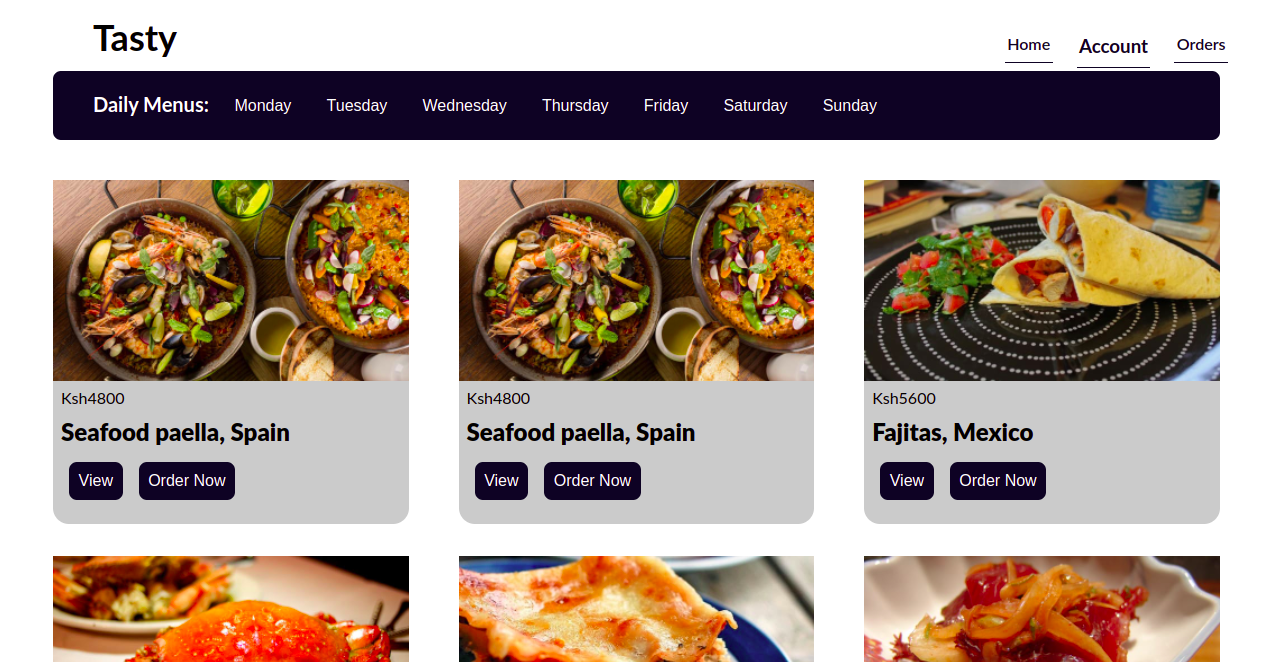 Tasty
Home Account Orders
Daily Menus: Monday Tuesday Wednesday Thursday Friday Saturday Sunday
Ksh4800
Seafood paella, Spain
View Order Now
Ksh4800
Seafood paella, Spain
View Order Now
Ksh5600
Fajitas, Mexico
View Order Now